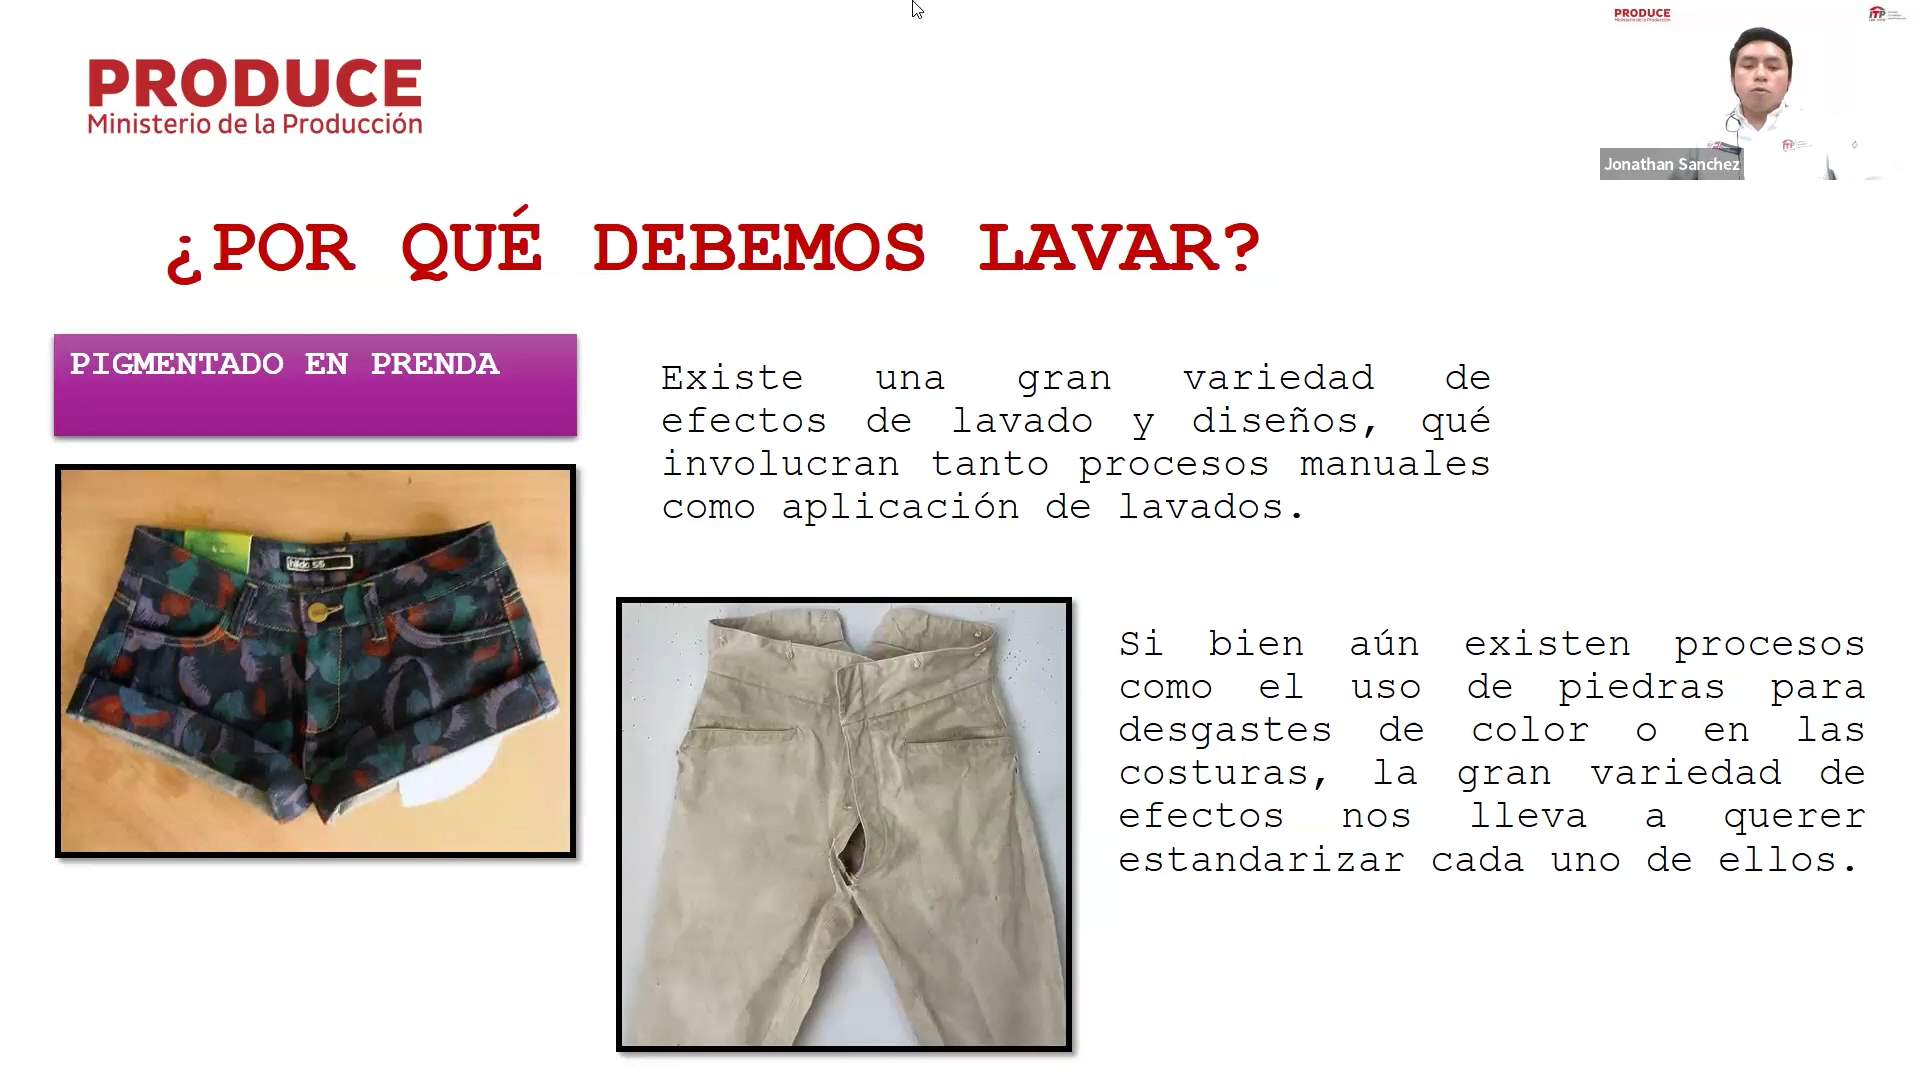 PRODUCE
Ministerio de la Producción
PRODUCE
iTP
Jonathan Sanchez
¿POR QUÉ DEBEMOS LAVAR?
PIGMENTADO EN PRENDA
Existe una gran variedad de
efectos de lavado y diseños, qué
involucran tanto procesos manuales
como aplicación de lavados.
Si bien aún existen procesos
como el uso de piedras para
desgastes de color o en las
costuras, la gran variedad de
efectos nos lleva a querer
estandarizar cada uno de ellos.